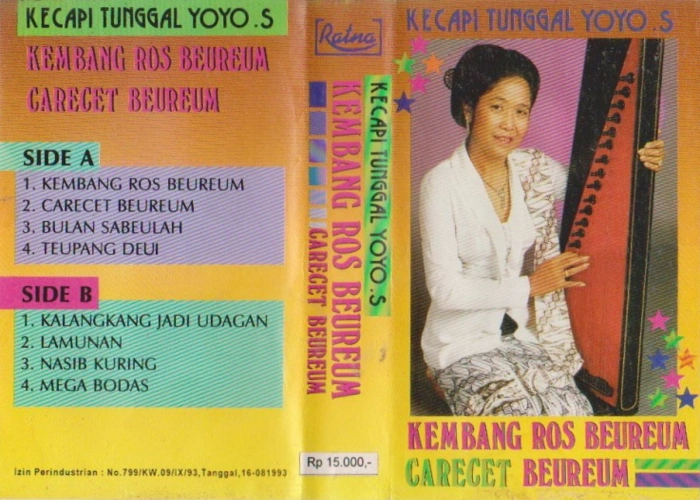 KECAPI TUNGGAL YOYO.S
KEMBANG ROS BEUREUM
CARECET BEUREUM
SIDE A
1. KEMBANG ROS BEUREUM
2. CARECET BEUREUM
3. BULAN SABEULAH
4. TEUPANG DEUI
SIDE B
1. KALANGKANG JADI UDAGAN
2. LAMUNAN
3. NASIB KURING
4. MEGA BODAS
Izin Perindustrian : No.799/KW.09/IX/93,Tanggal,16-081993
Ratna
KECAPI TUNGGAL YOYO.S
KEMBANG ROS BEUREUM
CARECET BEUREUM
Rp 15.000,-
KECAPI TUNGGAL YOYO.S
KEMBANG ROS BEUREUM
CARECET BEUREUM